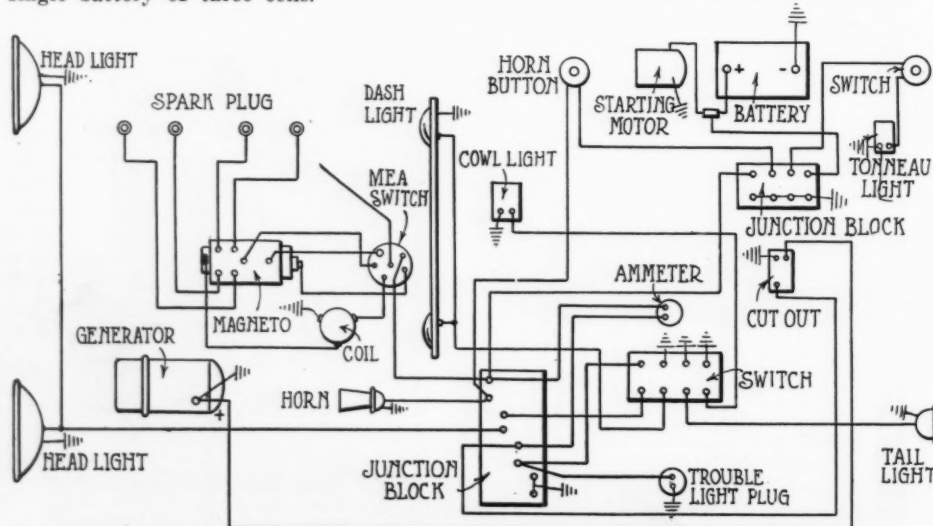 single battery of three cells.
HEAD LIGHT
SPARK PLUG
DASH
LIGHT
HORN
BUTTON
STARTING
MOTOR
+ -
BATTERY
SWITCH
MEA
SWITCH
COWL LIGHT
TONNEAU
LIGHT
JUNCTION BLOCK
MAGNETO
AMMETER
CUT OUT
GENERATOR
COIL
+
HORN
SWITCH
HEAD LIGHT
JUNCTION
BLOCK
TROUBLE
LIGHT PLUG
TAIL
LIGHT